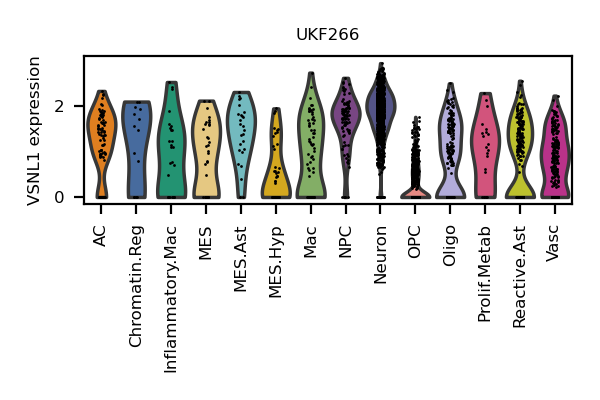 UKF266
VSNL1 expression
2
0
AC
Chromatin.Reg
Inflammatory.Mac
MES
MES.Ast
MES.Hyp
Mac
NPC
Neuron
OPC
Oligo
Prolif.Metab
Reactive.Ast
Vasc